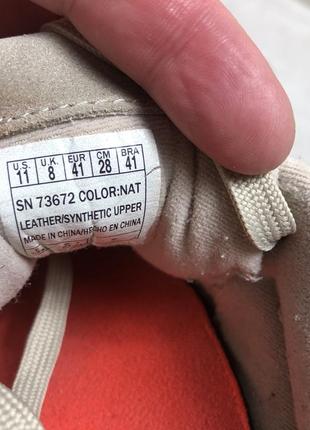 U.S. U.K. EUR CM BRA
11 8 41 28 41
SN 73672 COLOR:NAT
LEATHER/SYNTHETIC UPPER
MADE IN CHINA/HECHO EN CHINA